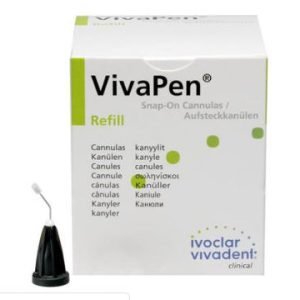 VivaPen®
Snap-On Cannulas /
Aufsteckkanülen
Refill
Cannulas kanyylit
Kanülen kanyle
Canules canules
Cannule σωληνίσκοι
cánulas Kanüller
cânulas Kaniule
Kanyler Канюли
kanyler
ivoclar
vivadent:
clinical